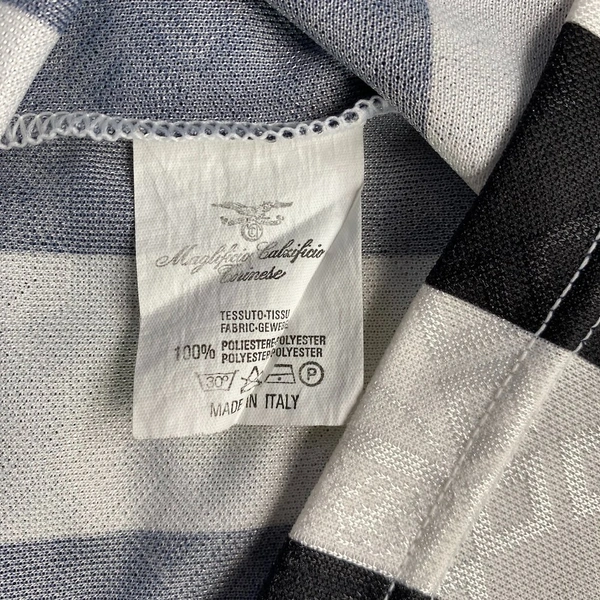 Maglificio Calzificio
Torinese
TESSUTO-TISSU
FABRIC-GEWEBE
100% POLIESTERE-POLYESTER
POLYESTER-POLYESTER
30°
P
MADE IN ITALY